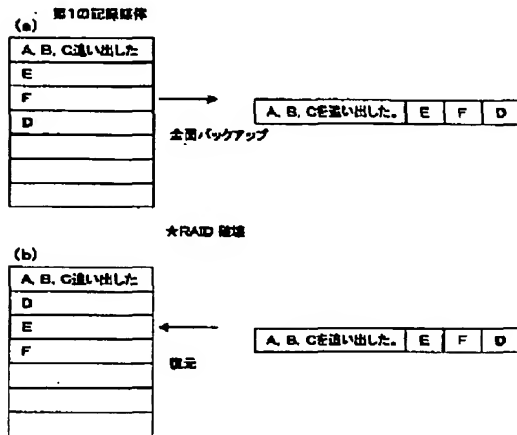 第1の記録媒体
(a)
A, B, C追い出した
E
F
D
全面バックアップ
A, B, Cを追い出した。 E F D
★RAID 破壊
(b)
A, B, C追い出した
D
E
F
復元
A, B, Cを追い出した。 E F D